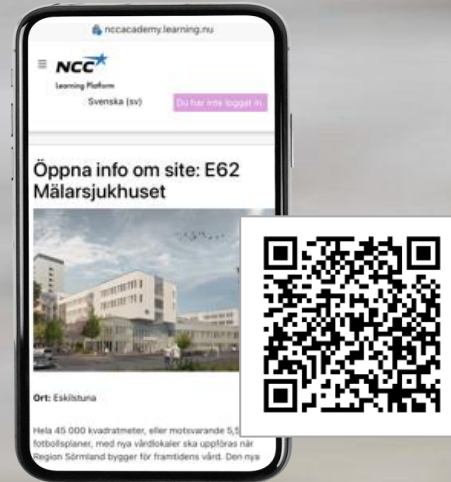 nccacademy.learning.nu
NCC
Learning Platform
Svenska (sv)
Du har inte loggat in.
Öppna info om site: E62
Mälarsjukhuset
Ort: Eskilstuna
Hela 45 000 kvadratmeter, eller motsvarande 5,5
fotbollsplaner, med nya vårdlokaler ska uppföras när
Region Sörmland bygger för framtidens vård. Den nya